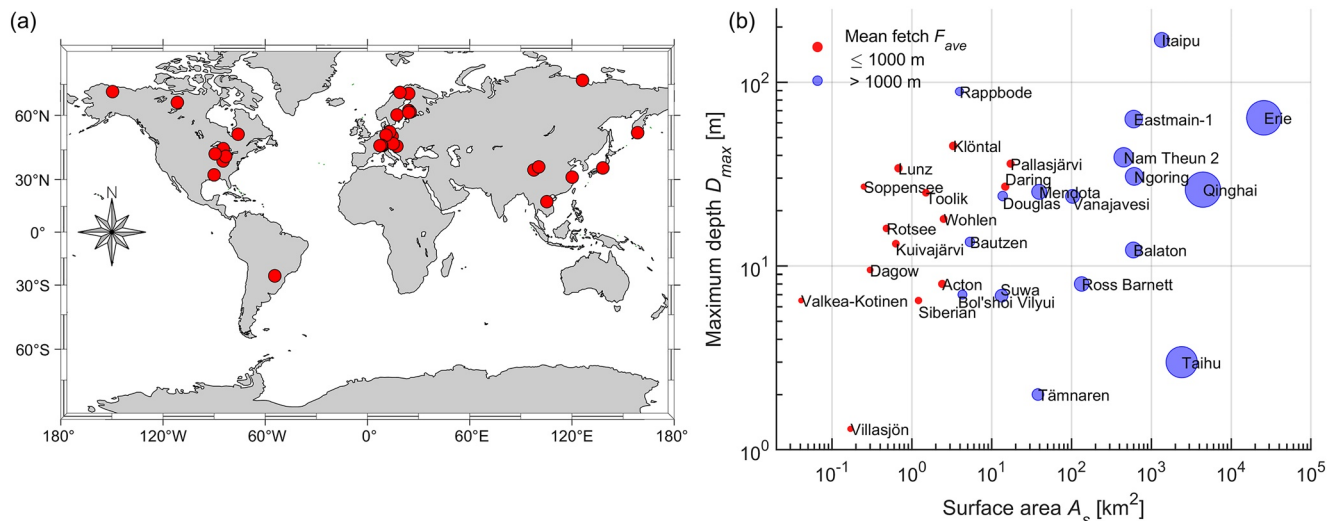 (a)
N
60°N
30°N
0°
30°S
60°S
180°
120°W
60°W
0°
60°E
120°E
180°
(b)
Maximum depth D_max [m]
10^2
10^1
10^0
Mean fetch F_ave
≤ 1000 m
> 1000 m
Itaipu
Rappbode
Eastmain-1
Erie
Klöntal
Nam Theun 2
Lunz
Pallasjärvi
Ngoring
Soppensee
Daring
Mendota
Qinghai
Toolik
Douglas
Vanajavesi
Wohlen
Rotsee
Bautzen
Kuivajärvi
Balaton
Dagow
Acton
Ross Barnett
Suwa
Valkea-Kotinen
Bol'shoi Vilyui
Siberian
Taihu
Tämnaren
Villasjön
10^-1
10^0
10^1
10^2
10^3
10^4
10^5
Surface area A_s [km^2]